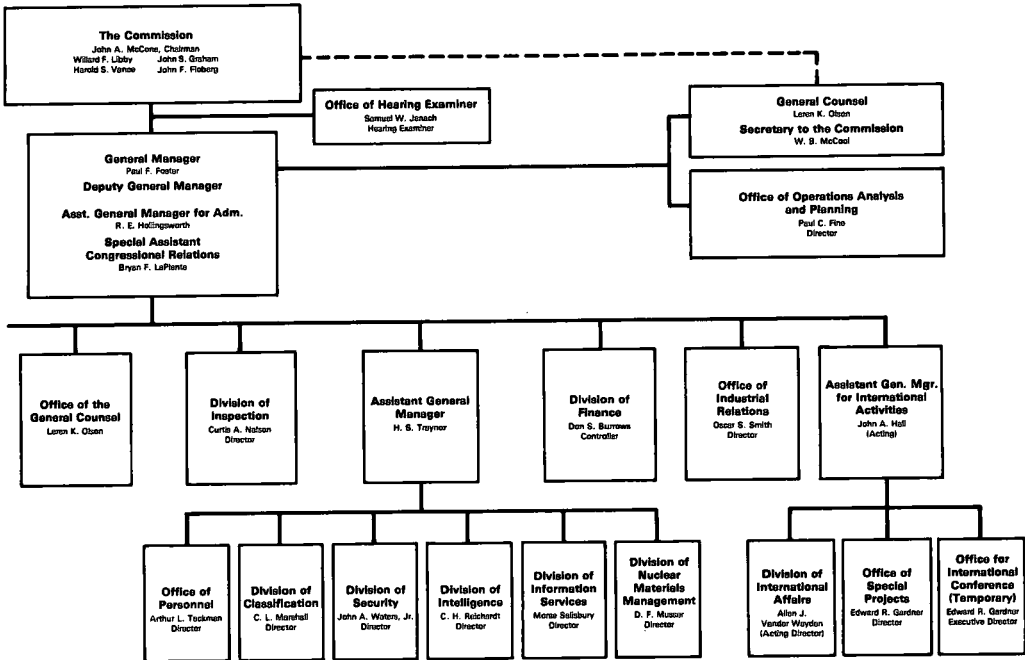 The Commission
John A. McCone, Chairman
Willard F. Libby John S. Graham
Harold S. Vance John F. Floberg
Office of Hearing Examiner
Samuel W. Jensch
Hearing Examiner
General Counsel
Loren K. Olsen
Secretary to the Commission
W. B. McCool
General Manager
Paul F. Foster
Deputy General Manager
Asst. General Manager for Adm.
R. E. Hollingsworth
Special Assistant
Congressional Relations
Bryan F. LaPlante
Office of Operations Analysis
and Planning
Paul C. Fine
Director
Office of the
General Counsel
Loren K. Olson
Division of
Inspection
Curtis A. Nelson
Director
Assistant General
Manager
H. S. Traynor
Division of
Finance
Don S. Burrows
Controller
Office of
Industrial
Relations
Oscar S. Smith
Director
Assistant Gen. Mgr.
for International
Activities
John A. Hall
(Acting)
Office of
Personnel
Arthur L. Tackman
Director
Division of
Classification
C. L. Marshall
Director
Division of
Security
John A. Waters, Jr.
Director
Division of
Intelligence
C. H. Reichardt
Director
Division of
Information
Services
Morse Salisbury
Director
Division of
Nuclear
Materials
Management
D. F. Musser
Director
Division of
International
Affairs
Allen J.
Vander Weyden
(Acting Director)
Office of
Special
Projects
Edward R. Gardner
Director
Office for
International
Conference
(Temporary)
Edward R. Gardner
Executive Director